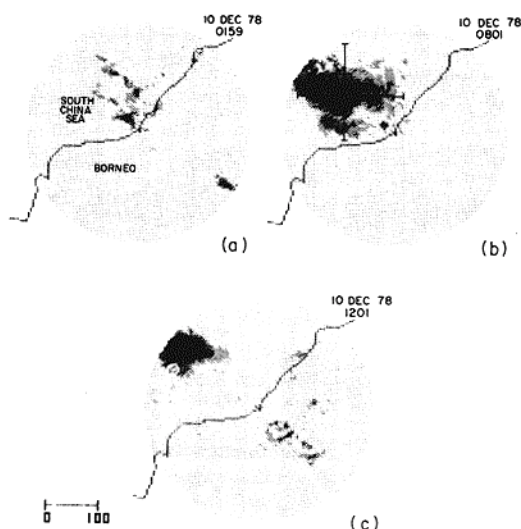 10 DEC 78
0159
SOUTH
CHINA
SEA
BORNEO
(a)
10 DEC 78
0801
(b)
10 DEC 78
1201
0 100
(c)